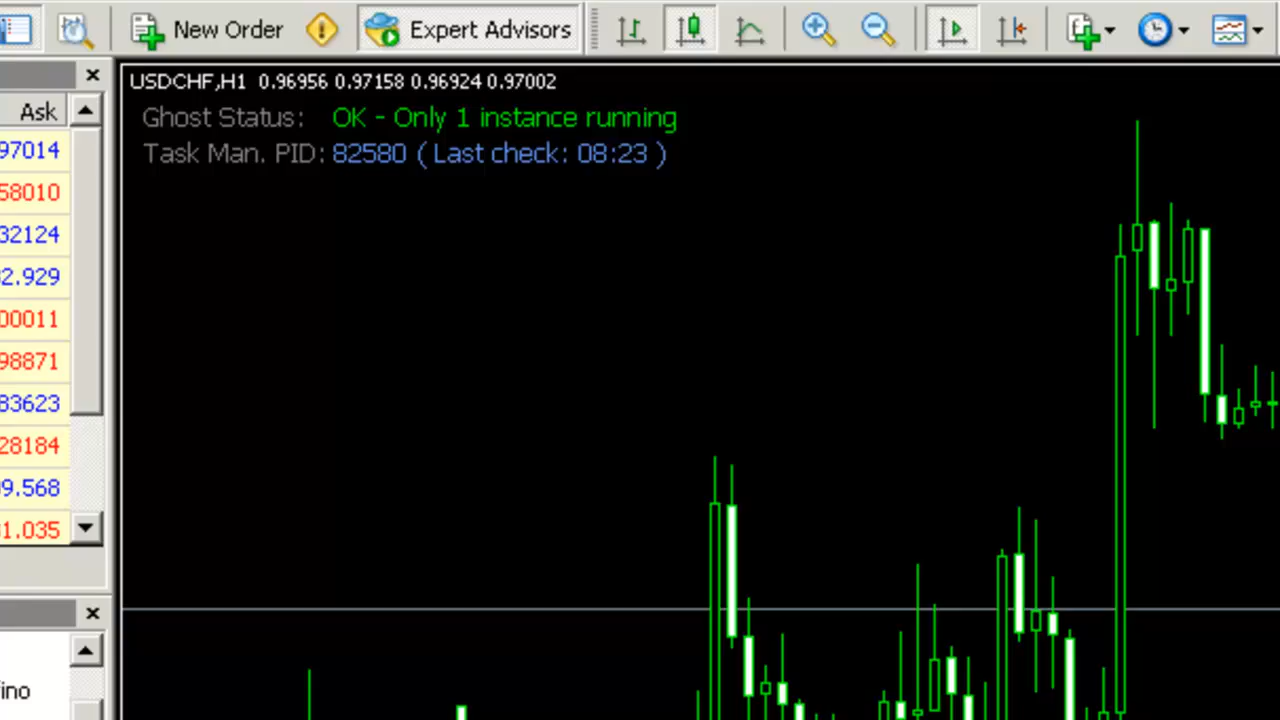 New Order Expert Advisors
Ask
97014
58010
32124
2.929
00011
98871
83623
28184
9.568
1.035
ino
USDCHF,H1 0.96956 0.97158 0.96924 0.97002
Ghost Status: OK - Only 1 instance running
Task Man. PID: 82580 ( Last check: 08:23 )